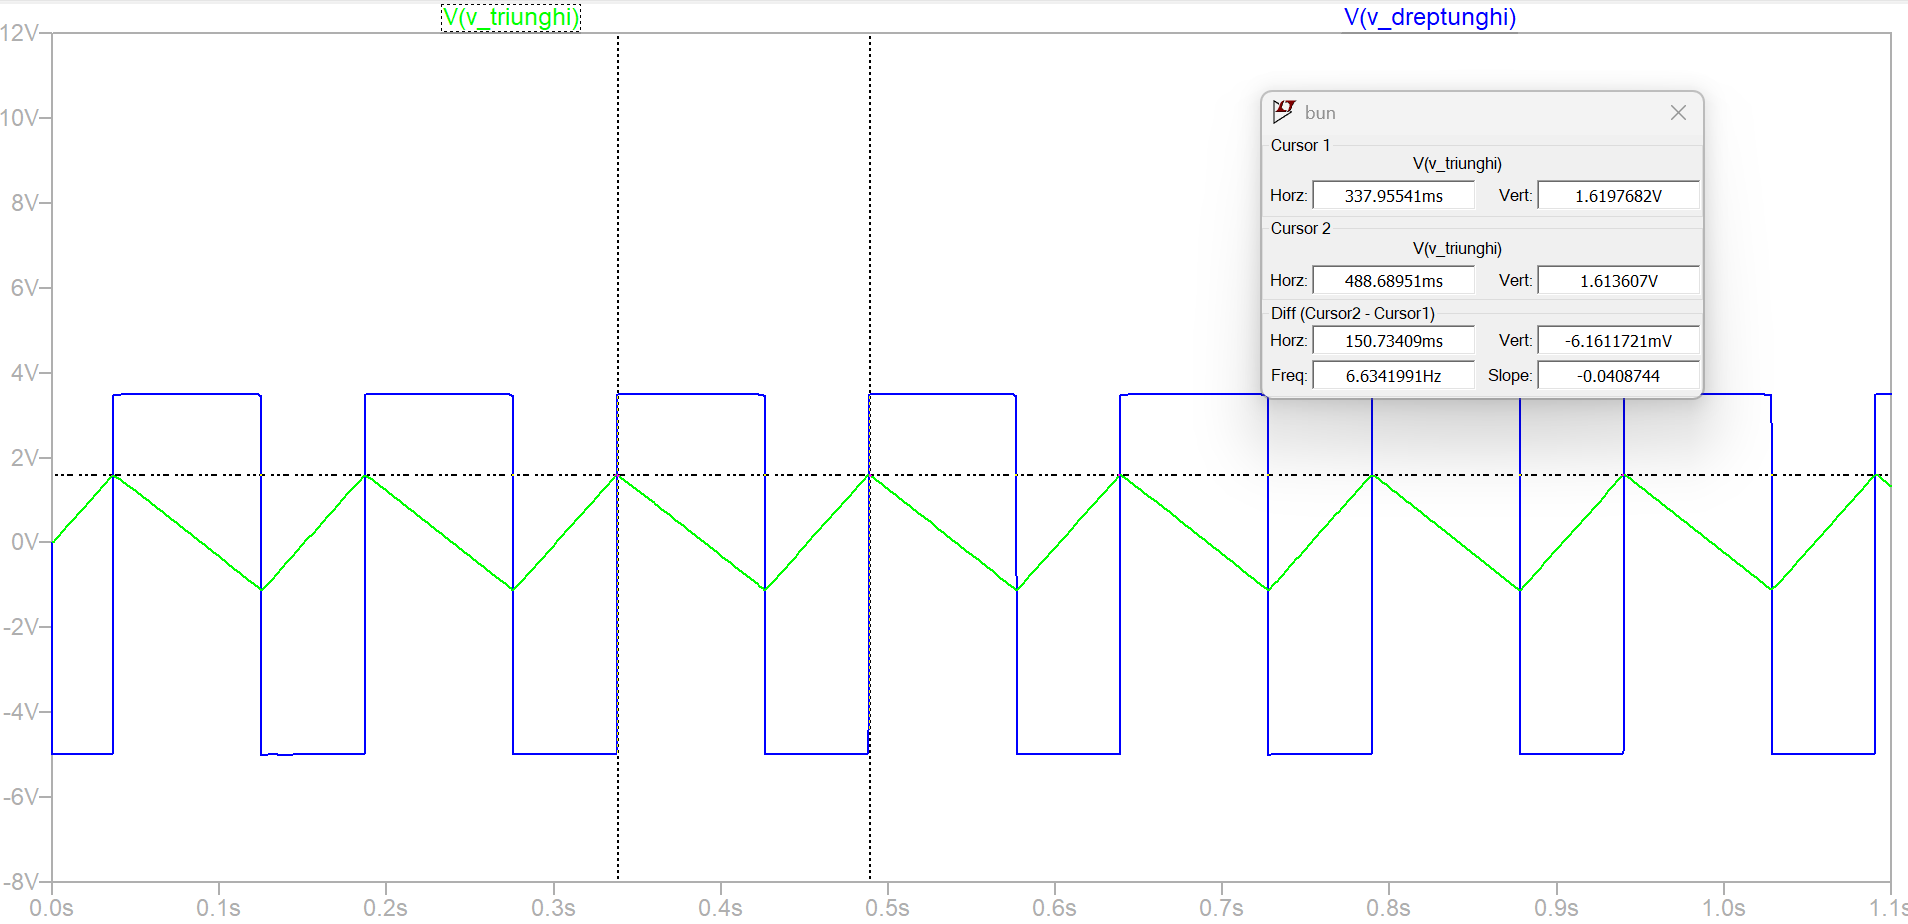 V(v_triunghi) V(v_dreptunghi)
12V
10V
8V
6V
4V
2V
0V
-2V
-4V
-6V
-8V
0.0s 0.1s 0.2s 0.3s 0.4s 0.5s 0.6s 0.7s 0.8s 0.9s 1.0s 1.1s
bun
Cursor 1
V(v_triunghi)
Horz: 337.95541ms Vert: 1.6197682V
Cursor 2
V(v_triunghi)
Horz: 488.68951ms Vert: 1.613607V
Diff (Cursor2 - Cursor1)
Horz: 150.73409ms Vert: -6.1611721mV
Freq: 6.6341991Hz Slope: -0.0408744